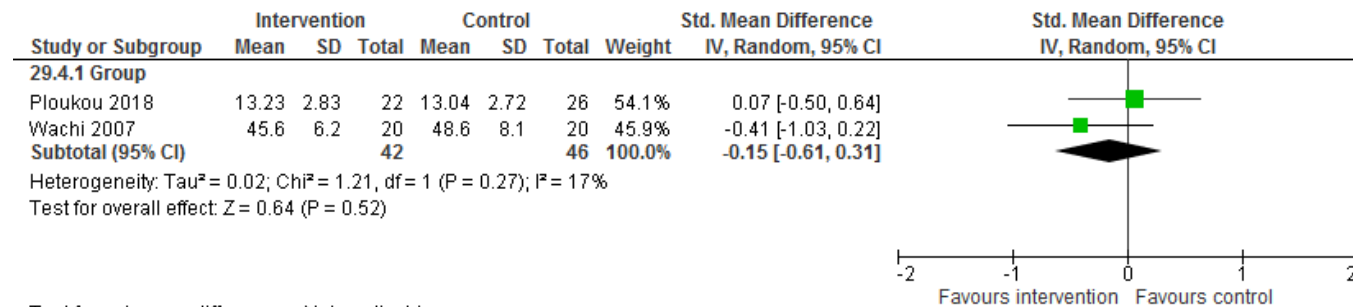 Intervention Control Std. Mean Difference Std. Mean Difference
Study or Subgroup Mean SD Total Mean SD Total Weight IV, Random, 95% CI IV, Random, 95% CI
29.4.1 Group
Ploukou 2018 13.23 2.83 22 13.04 2.72 26 54.1% 0.07 [-0.50, 0.64]
Wachi 2007 45.6 6.2 20 48.6 8.1 20 45.9% -0.41 [-1.03, 0.22]
Subtotal (95% CI) 42 46 100.0% -0.15 [-0.61, 0.31]
Heterogeneity: Tau² = 0.02; Chi² = 1.21, df = 1 (P = 0.27); I² = 17%
Test for overall effect: Z = 0.64 (P = 0.52)
-2 -1 0 1 2
Favours intervention Favours control